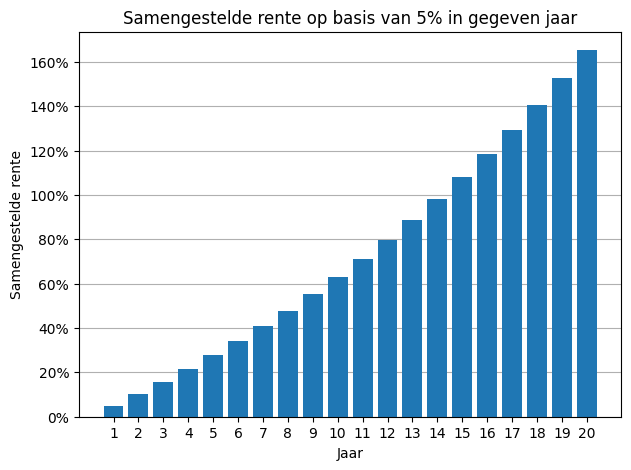 Samengestelde rente op basis van 5% in gegeven jaar
Samengestelde rente
160%
140%
120%
100%
80%
60%
40%
20%
0%
1 2 3 4 5 6 7 8 9 10 11 12 13 14 15 16 17 18 19 20
Jaar